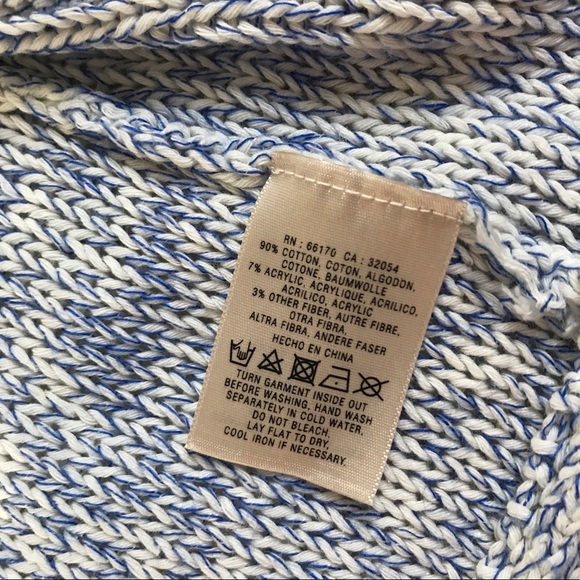 RN : 66170 CA : 32054
90% COTTON, COTON, ALGODON,
COTONE, BAUMWOLLE
7% ACRYLIC, ACRYLIQUE, ACRILICO,
ACRILICO, ACRYLIC
3% OTHER FIBER, AUTRE FIBRE,
OTRA FIBRA,
ALTRA FIBRA, ANDERE FASER
HECHO EN CHINA
TURN GARMENT INSIDE OUT
BEFORE WASHING, HAND WASH
SEPARATELY IN COLD WATER.
DO NOT BLEACH.
LAY FLAT TO DRY.
COOL IRON IF NECESSARY.